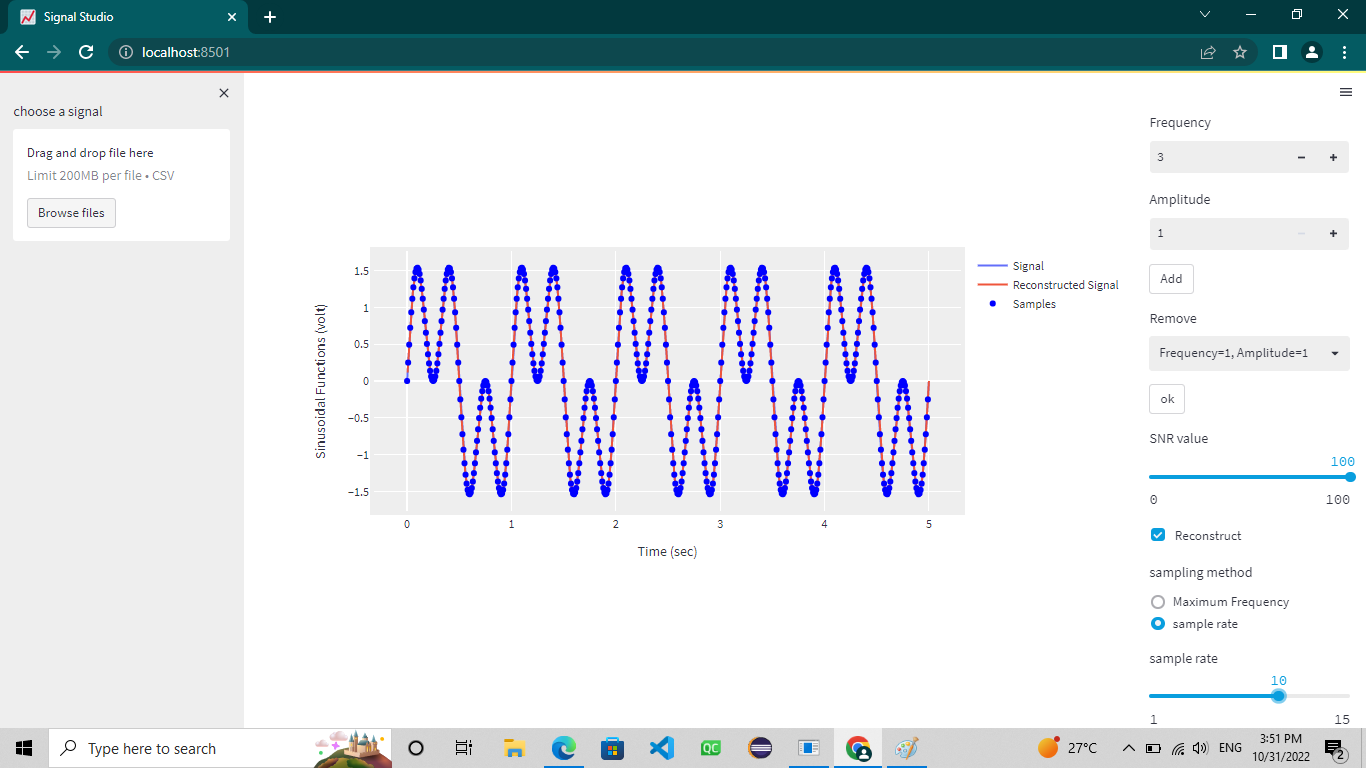 Signal Studio
localhost:8501
choose a signal
Drag and drop file here
Limit 200MB per file • CSV
Browse files
Sinusoidal Functions (volt)
1.5
1
0.5
0
−0.5
−1
−1.5
0 1 2 3 4 5
Time (sec)
Signal
Reconstructed Signal
Samples
Frequency
3
Amplitude
1
Add
Remove
Frequency=1, Amplitude=1
ok
SNR value
100
0 100
Reconstruct
sampling method
Maximum Frequency
sample rate
sample rate
10
1 15
Type here to search
QC
27°C
ENG
3:51 PM
10/31/2022
2